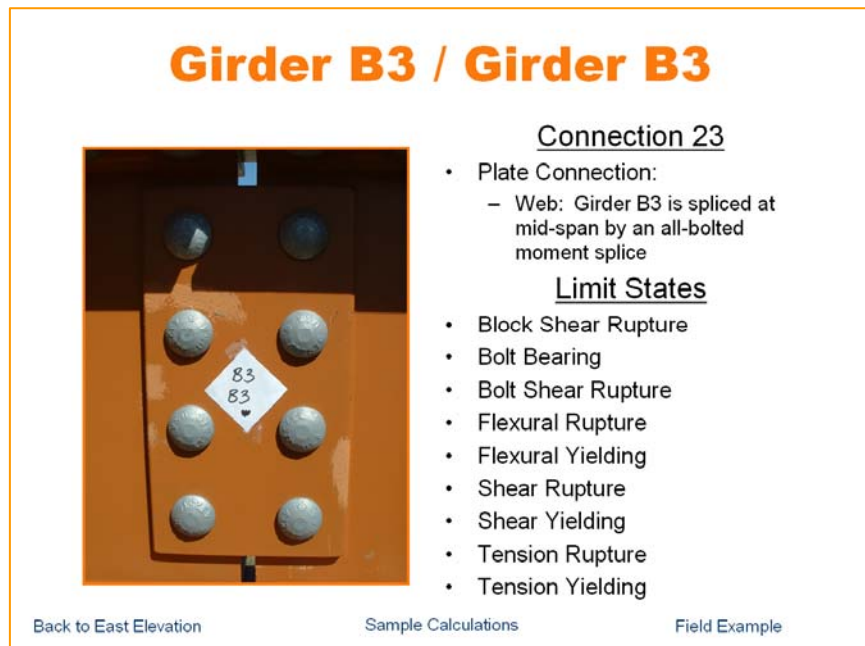 Girder B3 / Girder B3
Connection 23
• Plate Connection:
– Web: Girder B3 is spliced at
mid-span by an all-bolted
moment splice
Limit States
• Block Shear Rupture
• Bolt Bearing
• Bolt Shear Rupture
• Flexural Rupture
• Flexural Yielding
• Shear Rupture
• Shear Yielding
• Tension Rupture
• Tension Yielding
B3
B3
Back to East Elevation
Sample Calculations
Field Example